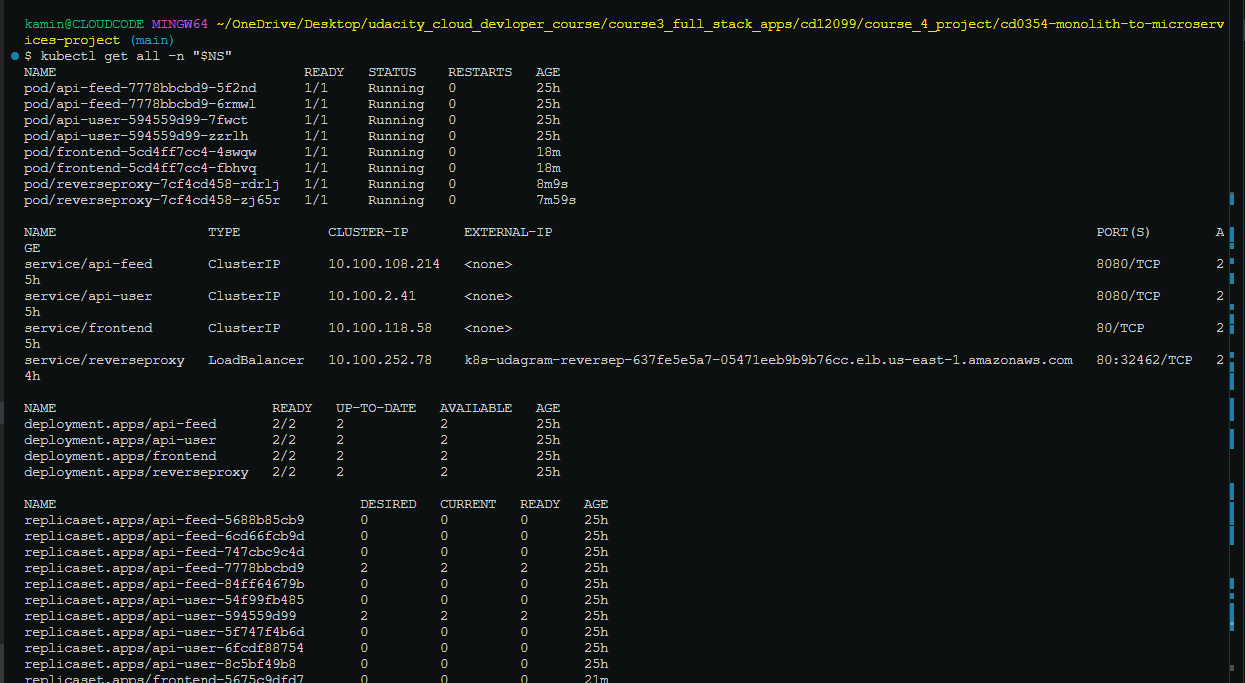 kamin@CLOUDCODE MINGW64 ~/OneDrive/Desktop/udacity_cloud_devloper_course/course3_full_stack_apps/cd12099/course_4_project/cd0354-monolith-to-microserv
ices-project (main)
$ kubectl get all -n "$NS"
NAME READY STATUS RESTARTS AGE
pod/api-feed-7778bbcbd9-5f2nd 1/1 Running 0 25h
pod/api-feed-7778bbcbd9-6rmwl 1/1 Running 0 25h
pod/api-user-594559d99-7fwct 1/1 Running 0 25h
pod/api-user-594559d99-zzrlh 1/1 Running 0 25h
pod/frontend-5cd4ff7cc4-4swqw 1/1 Running 0 18m
pod/frontend-5cd4ff7cc4-fbhvq 1/1 Running 0 18m
pod/reverseproxy-7cf4cd458-rdrlj 1/1 Running 0 8m9s
pod/reverseproxy-7cf4cd458-zj65r 1/1 Running 0 7m59s
NAME TYPE CLUSTER-IP EXTERNAL-IP PORT(S) A
GE
service/api-feed ClusterIP 10.100.108.214 <none> 8080/TCP 2
5h
service/api-user ClusterIP 10.100.2.41 <none> 8080/TCP 2
5h
service/frontend ClusterIP 10.100.118.58 <none> 80/TCP 2
5h
service/reverseproxy LoadBalancer 10.100.252.78 k8s-udagram-reversep-637fe5e5a7-05471eeb9b9b76cc.elb.us-east-1.amazonaws.com 80:32462/TCP 2
4h
NAME READY UP-TO-DATE AVAILABLE AGE
deployment.apps/api-feed 2/2 2 2 25h
deployment.apps/api-user 2/2 2 2 25h
deployment.apps/frontend 2/2 2 2 25h
deployment.apps/reverseproxy 2/2 2 2 25h
NAME DESIRED CURRENT READY AGE
replicaset.apps/api-feed-5688b85cb9 0 0 0 25h
replicaset.apps/api-feed-6cd66fcb9d 0 0 0 25h
replicaset.apps/api-feed-747cbc9c4d 0 0 0 25h
replicaset.apps/api-feed-7778bbcbd9 2 2 2 25h
replicaset.apps/api-feed-84ff64679b 0 0 0 25h
replicaset.apps/api-user-54f99fb485 0 0 0 25h
replicaset.apps/api-user-594559d99 2 2 2 25h
replicaset.apps/api-user-5f747f4b6d 0 0 0 25h
replicaset.apps/api-user-6fcdf88754 0 0 0 25h
replicaset.apps/api-user-8c5bf49b8 0 0 0 25h
replicaset.apps/frontend-5675c9dfd7 0 0 0 21m